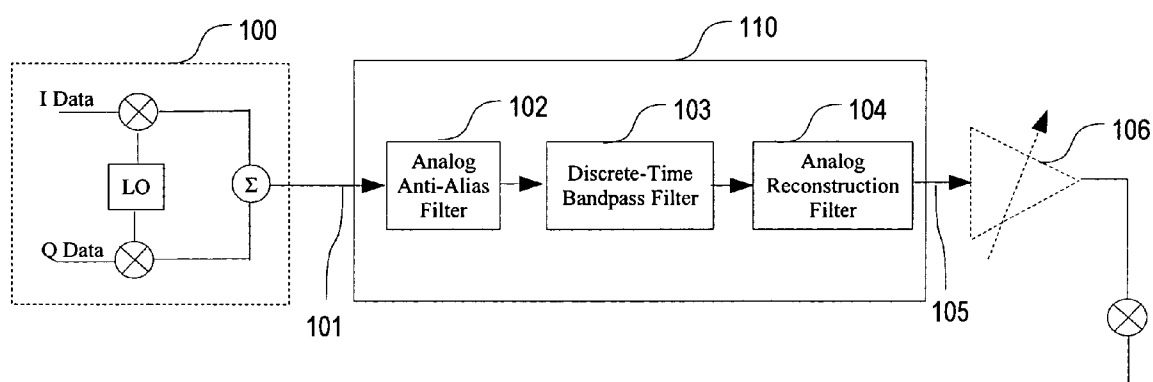 100
110
I Data
102
103
104
106
LO
Σ
Analog
Anti-Alias
Filter
Discrete-Time
Bandpass Filter
Analog
Reconstruction
Filter
Q Data
101
105